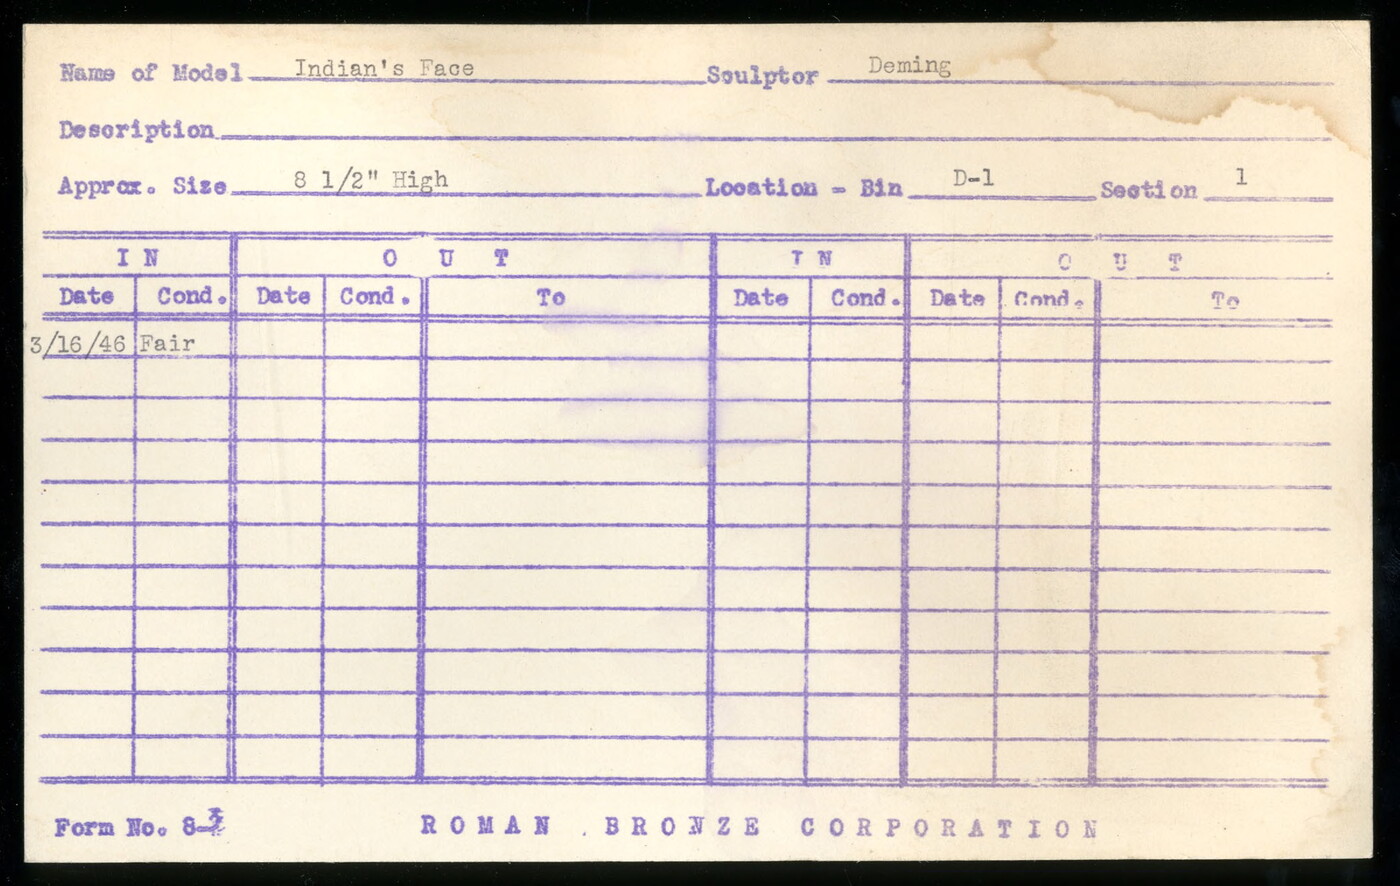 Name of Model Indian's Face Sculptor Deming
Description
Approx. Size 8 1/2" High Location - Bin D-1 Section 1
IN OUT IN OUT
Date Cond. Date Cond. To Date Cond. Date Cond. To
3/16/46 Fair
Form No. 8-
ROMAN BRONZE CORPORATION